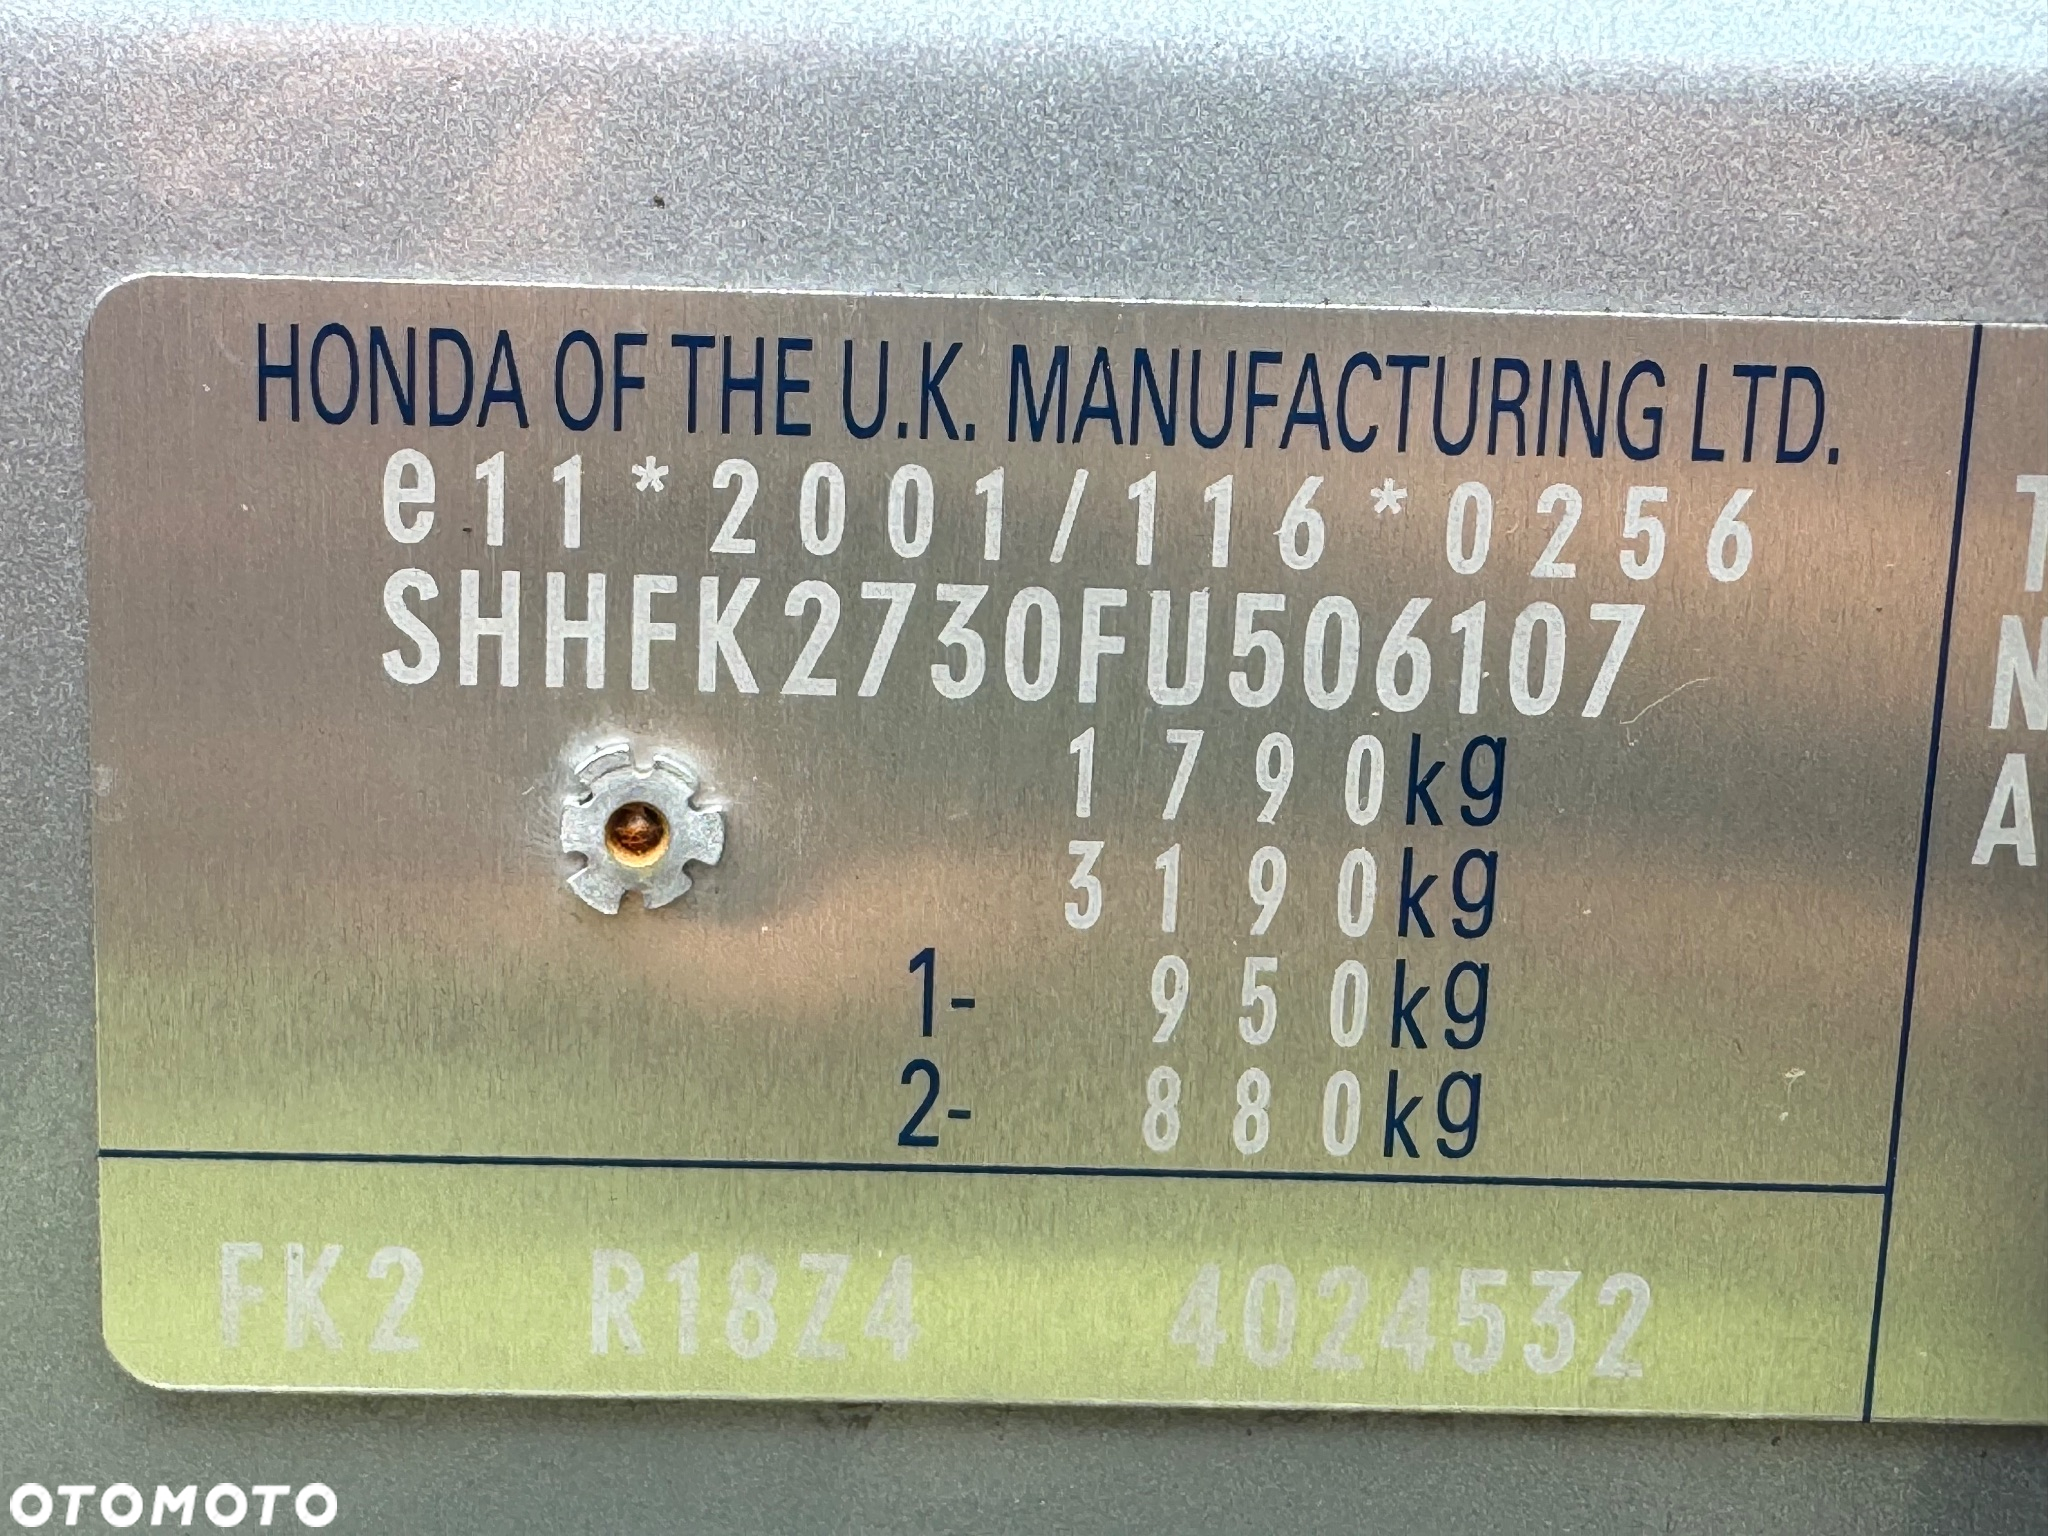 HONDA OF THE U.K. MANUFACTURING LTD.
e11*2001/116*0256
SHHFK2730FU506107
1790kg
3190kg
1- 950kg
2- 880kg
FK2 R18Z4 4024532
T
N
A
OTOMOTO